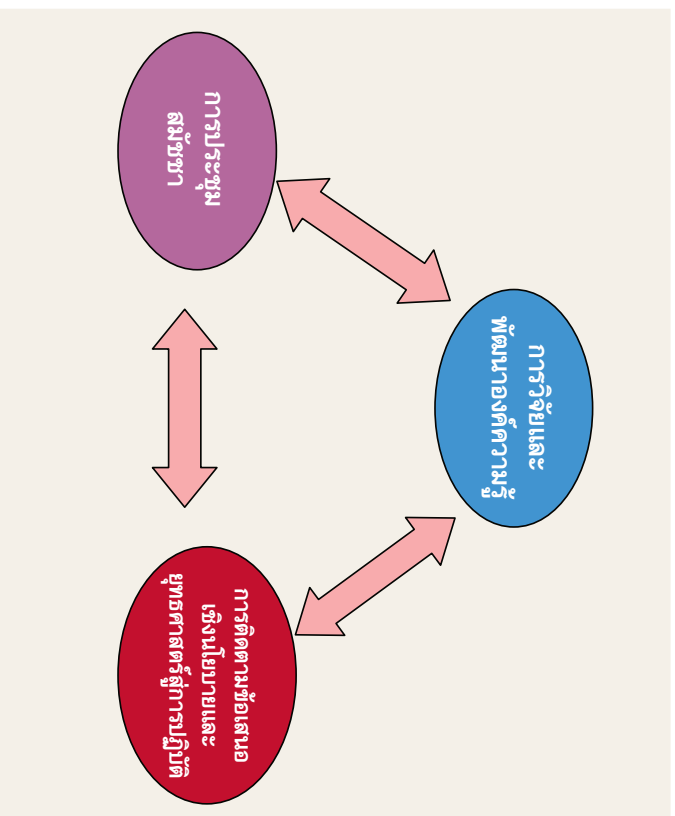 การวิจัยและ
พัฒนาองค์ความรู้
การประชุม
สมัชชชา
การติดตามข้อเสนอ
เชิงนโยบายและ
ยุทธศาสตร์สู่การปฏิบัติ